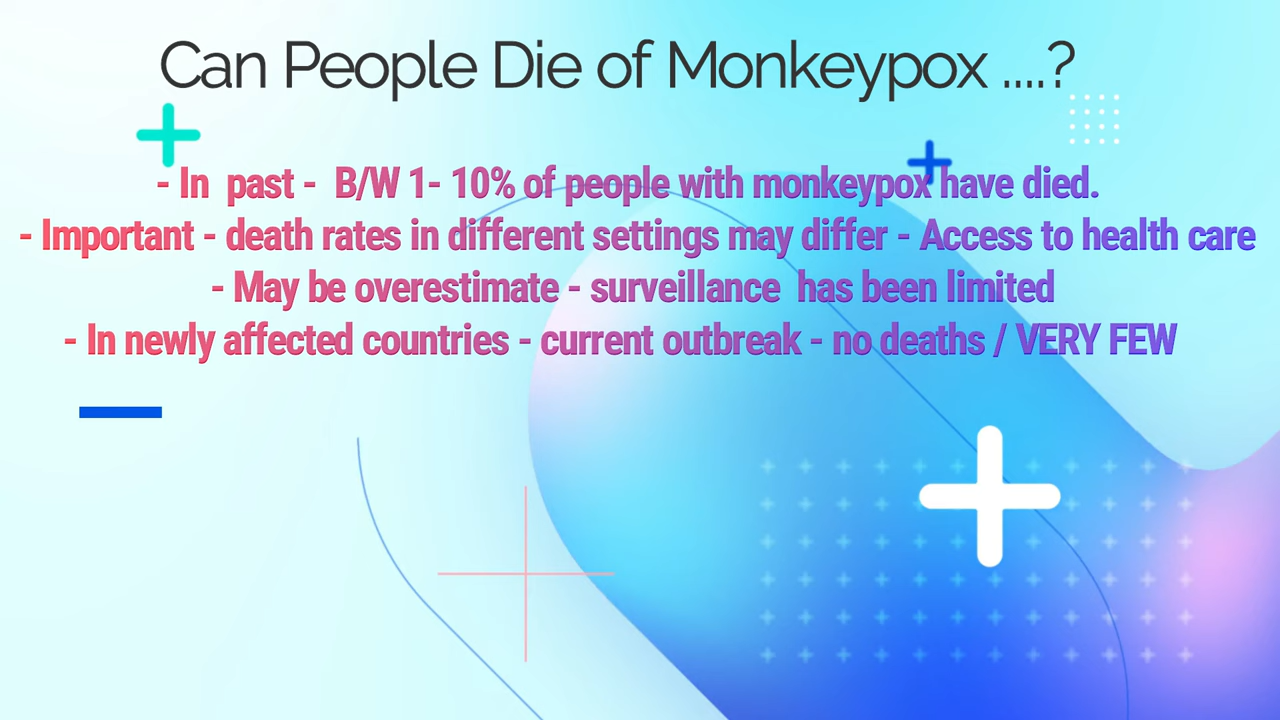 Can People Die of Monkeypox ....?
- In past - B/W 1- 10% of people with monkeypox have died.
- Important - death rates in different settings may differ - Access to health care
- May be overestimate - surveillance has been limited
- In newly affected countries - current outbreak - no deaths / VERY FEW